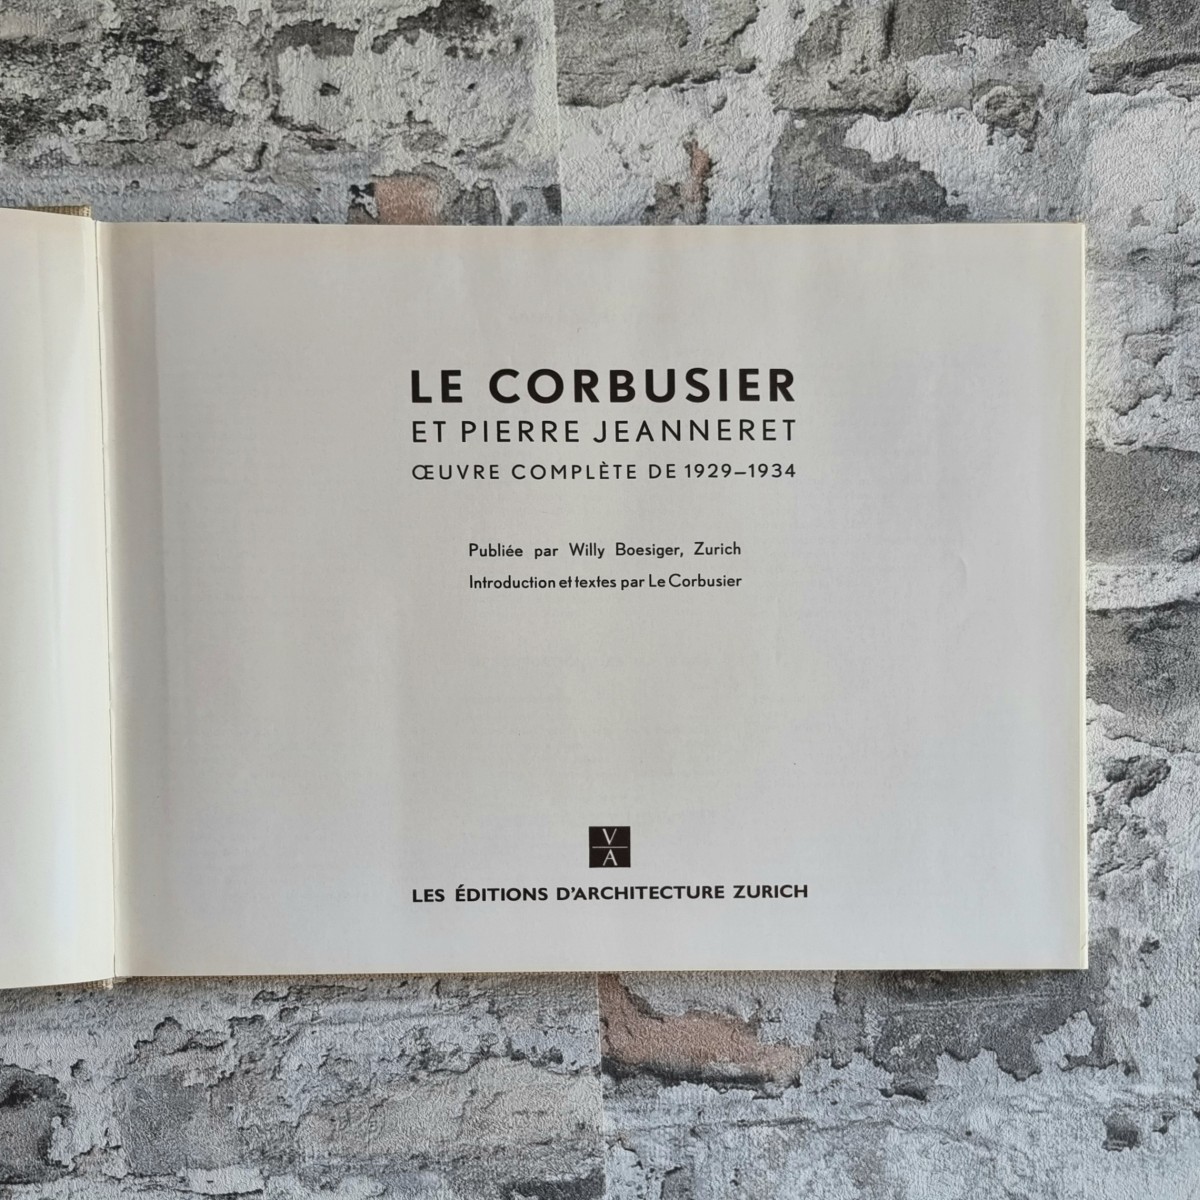 LE CORBUSIER
ET PIERRE JEANNERET
ŒUVRE COMPLÈTE DE 1929–1934
Publiée par Willy Boesiger, Zurich
Introduction et textes par Le Corbusier
V
A
LES ÉDITIONS D'ARCHITECTURE ZURICH